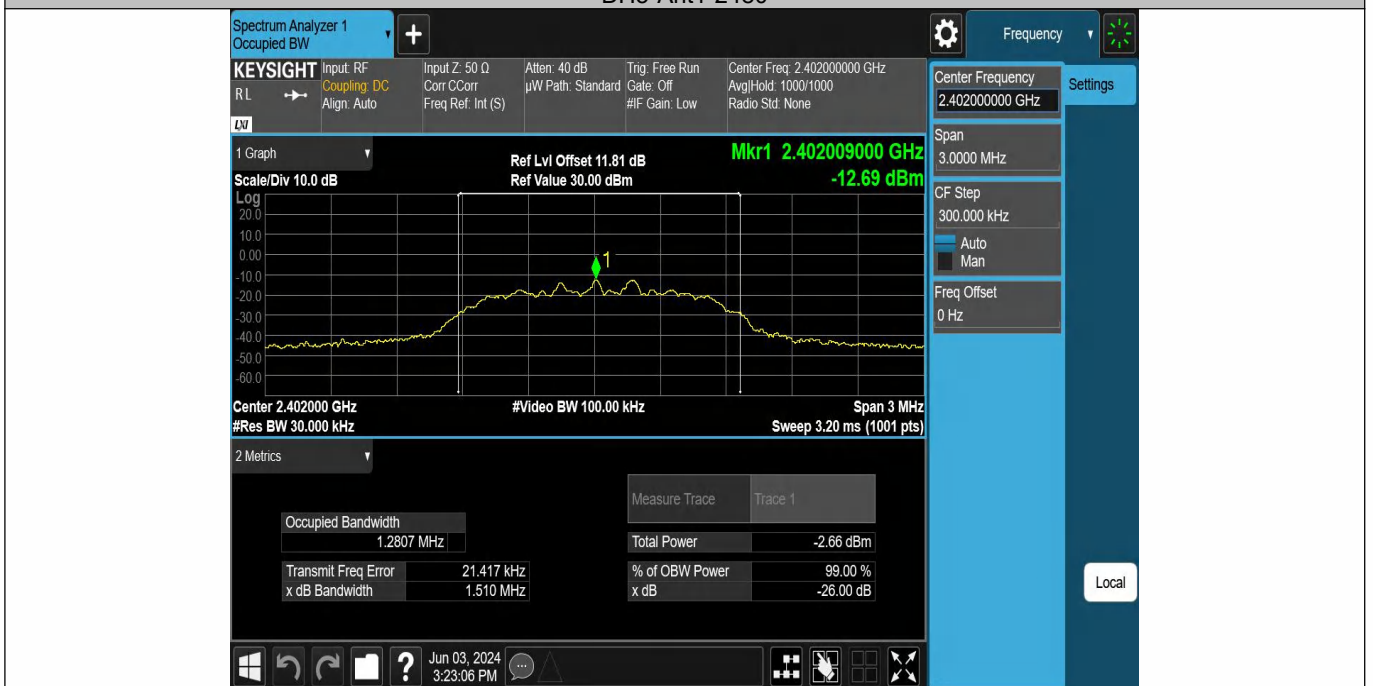 Spectrum Analyzer 1
Occupied BW
+
Frequency
KEYSIGHT
R L
LXI
Input: RF
Coupling: DC
Align: Auto
Input Z: 50 Ω
Corr CCorr
Freq Ref: Int (S)
Atten: 40 dB
µW Path: Standard
Trig: Free Run
Gate: Off
#IF Gain: Low
Center Freq: 2.402000000 GHz
Avg|Hold: 1000/1000
Radio Std: None
Center Frequency
2.402000000 GHz
Settings
Span
3.0000 MHz
CF Step
300.000 kHz
Auto
Man
Freq Offset
0 Hz
Local
1 Graph
Scale/Div 10.0 dB
Ref Lvl Offset 11.81 dB
Ref Value 30.00 dBm
Mkr1 2.402009000 GHz
-12.69 dBm
Log
20.0
10.0
0.00
-10.0
-20.0
-30.0
-40.0
-50.0
-60.0
1
Center 2.402000 GHz
#Video BW 100.00 kHz
Span 3 MHz
#Res BW 30.000 kHz
Sweep 3.20 ms (1001 pts)
2 Metrics
Measure Trace Trace 1
Occupied Bandwidth
1.2807 MHz
Total Power -2.66 dBm
Transmit Freq Error 21.417 kHz
% of OBW Power 99.00 %
x dB Bandwidth 1.510 MHz
x dB -26.00 dB
?
Jun 03, 2024
3:23:06 PM